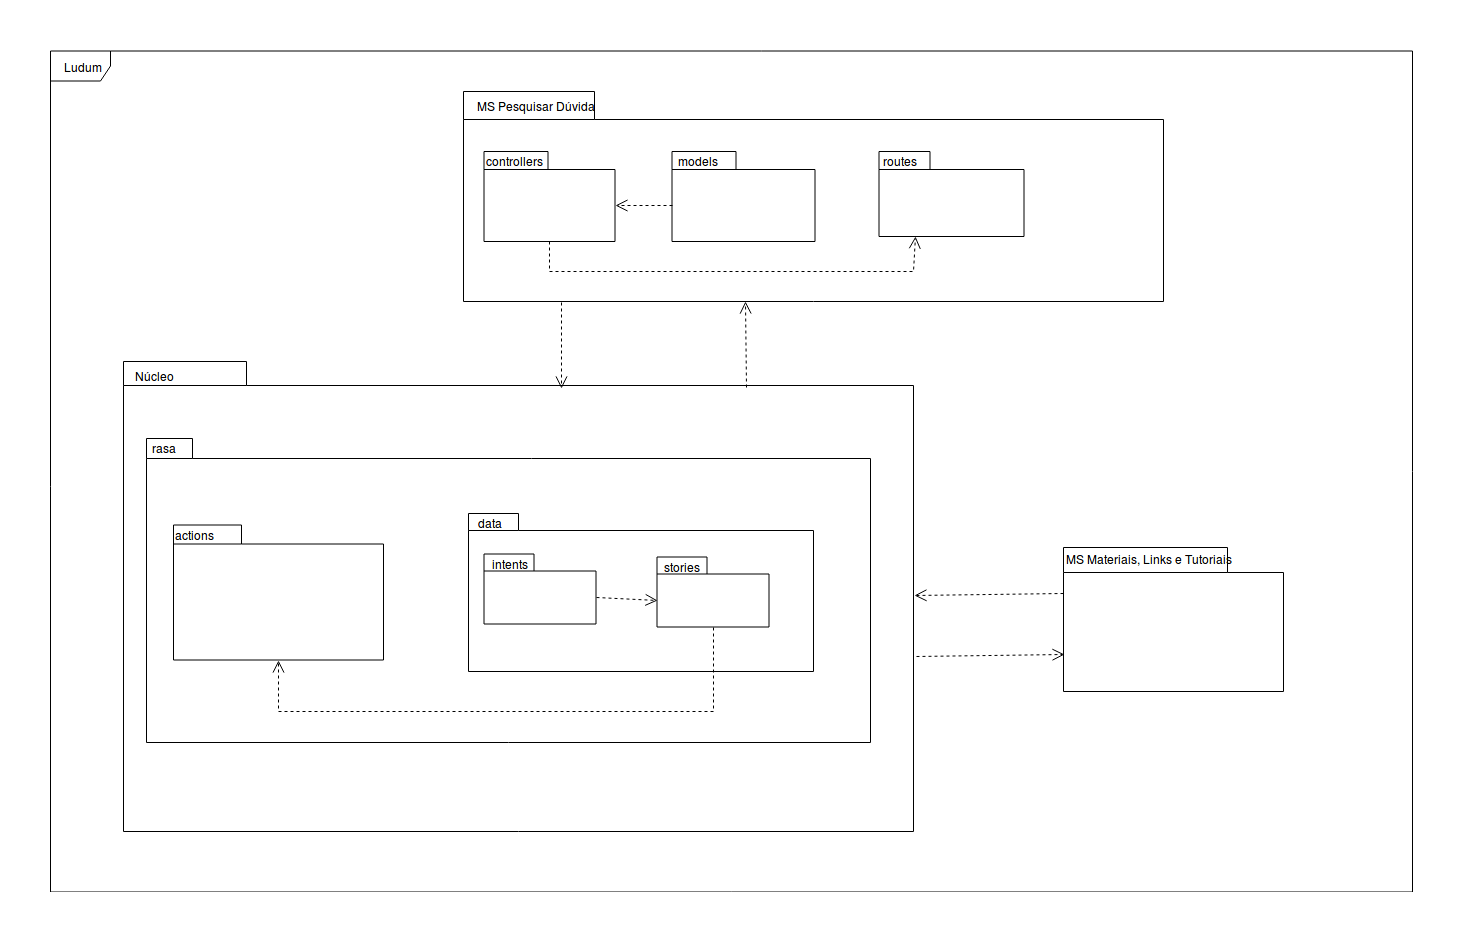 Ludum
MS Pesquisar Dúvida
controllers
models
routes
Núcleo
rasa
actions
data
intents
stories
MS Materiais, Links e Tutoriais